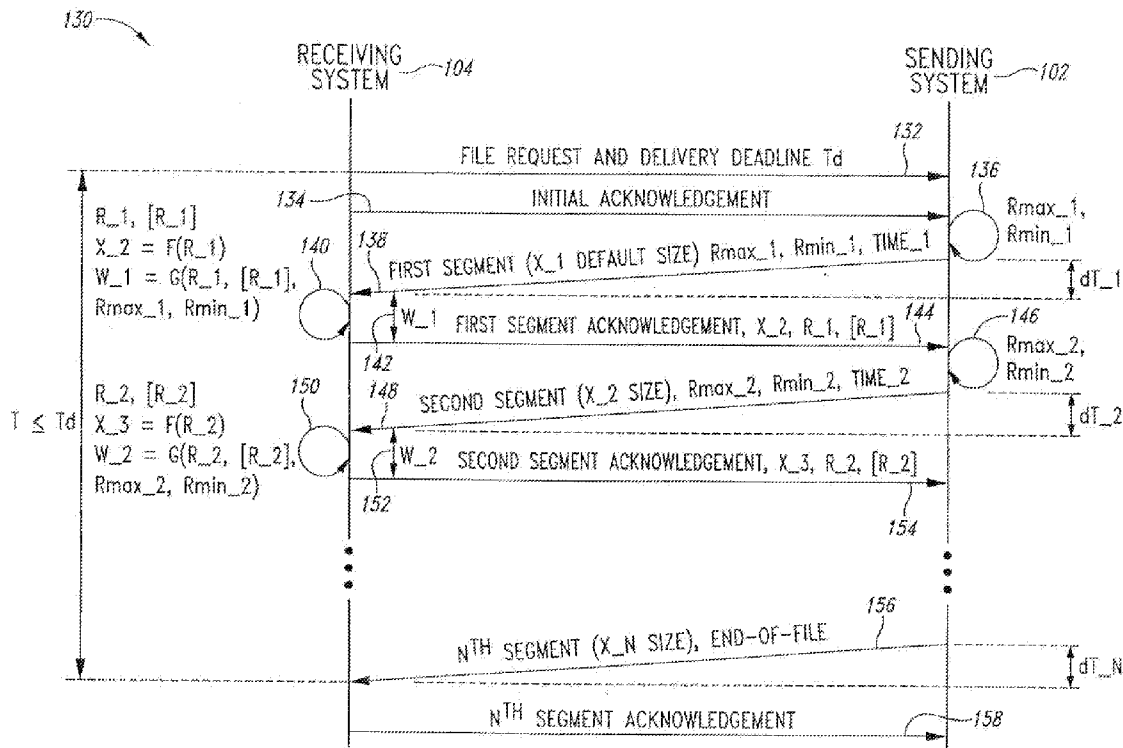 130
RECEIVING SYSTEM 104
SENDING SYSTEM 102
FILE REQUEST AND DELIVERY DEADLINE Td
132
136
134
INITIAL ACKNOWLEDGEMENT
Rmax_1,
Rmin_1
R_1, [R_1]
X_2 = F(R_1)
W_1 = G(R_1, [R_1],
Rmax_1, Rmin_1)
140
138
FIRST SEGMENT (X_1 DEFAULT SIZE) Rmax_1, Rmin_1, TIME_1
dT_1
W_1
142
FIRST SEGMENT ACKNOWLEDGEMENT, X_2, R_1, [R_1]
144
146
Rmax_2,
Rmin_2
T ≤ Td
R_2, [R_2]
X_3 = F(R_2)
W_2 = G(R_2, [R_2],
Rmax_2, Rmin_2)
150
148
SECOND SEGMENT (X_2 SIZE), Rmax_2, Rmin_2, TIME_2
dT_2
W_2
152
SECOND SEGMENT ACKNOWLEDGEMENT, X_3, R_2, [R_2]
154
156
NTH SEGMENT (X_N SIZE), END-OF-FILE
dT_N
NTH SEGMENT ACKNOWLEDGEMENT
158